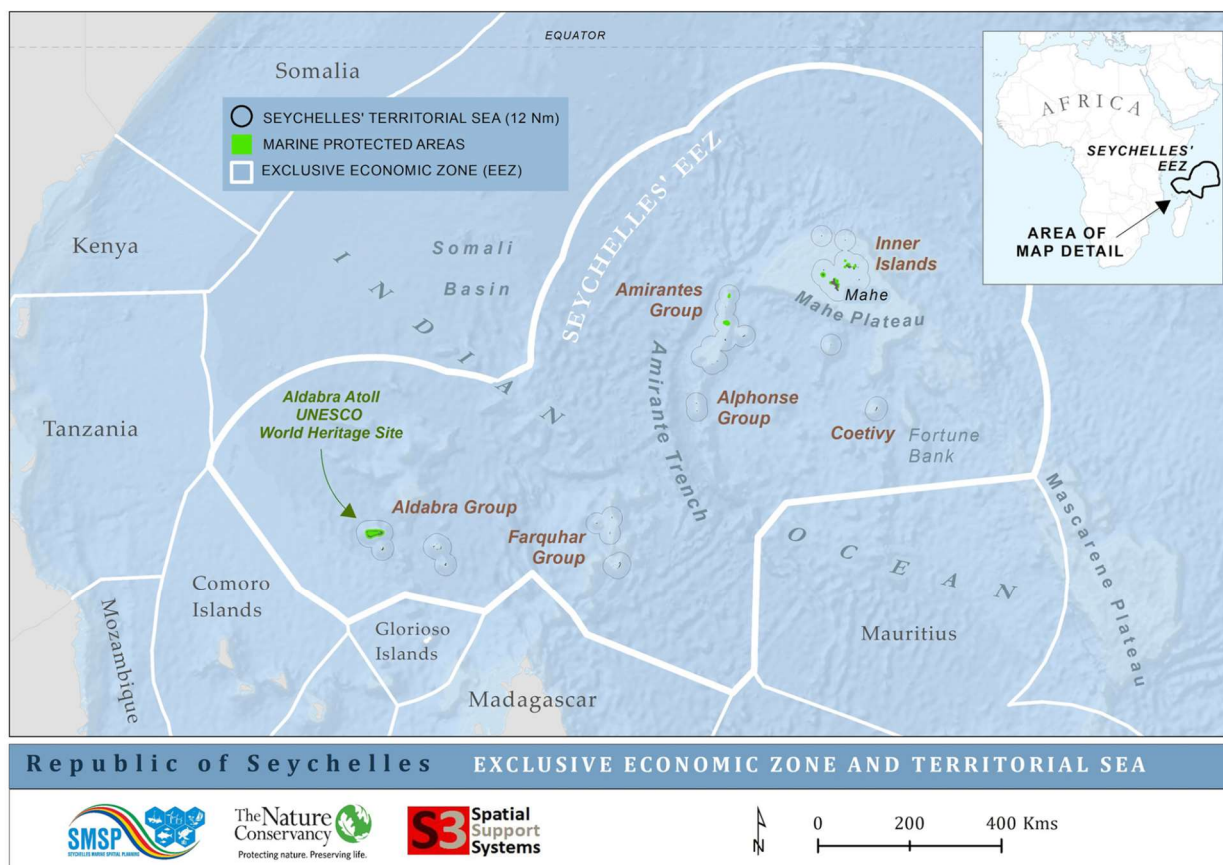 EQUATOR
Somalia
SEYCHELLES' TERRITORIAL SEA (12 Nm)
MARINE PROTECTED AREAS
EXCLUSIVE ECONOMIC ZONE (EEZ)
AFRICA
SEYCHELLES'
EEZ
AREA OF
MAP DETAIL
Kenya
Somali
Basin
INDIAN
SEYCHELLES' EEZ
Inner
Islands
Mahe
Mahe Plateau
Amirantes
Group
Amirante Trench
Alphonse
Group
Coetivy
Fortune
Bank
Tanzania
Aldabra Atoll
UNESCO
World Heritage Site
Aldabra Group
Farquhar
Group
OCEAN
Mascarene Plateau
Comoro
Islands
Mozambique
Glorioso
Islands
Madagascar
Mauritius
Republic of Seychelles EXCLUSIVE ECONOMIC ZONE AND TERRITORIAL SEA
SMSP
SEYCHELLES MARINE SPATIAL PLANNING
The Nature
Conservancy
Protecting nature. Preserving life.
S3
Spatial
Support
Systems
N
0 200 400 Kms